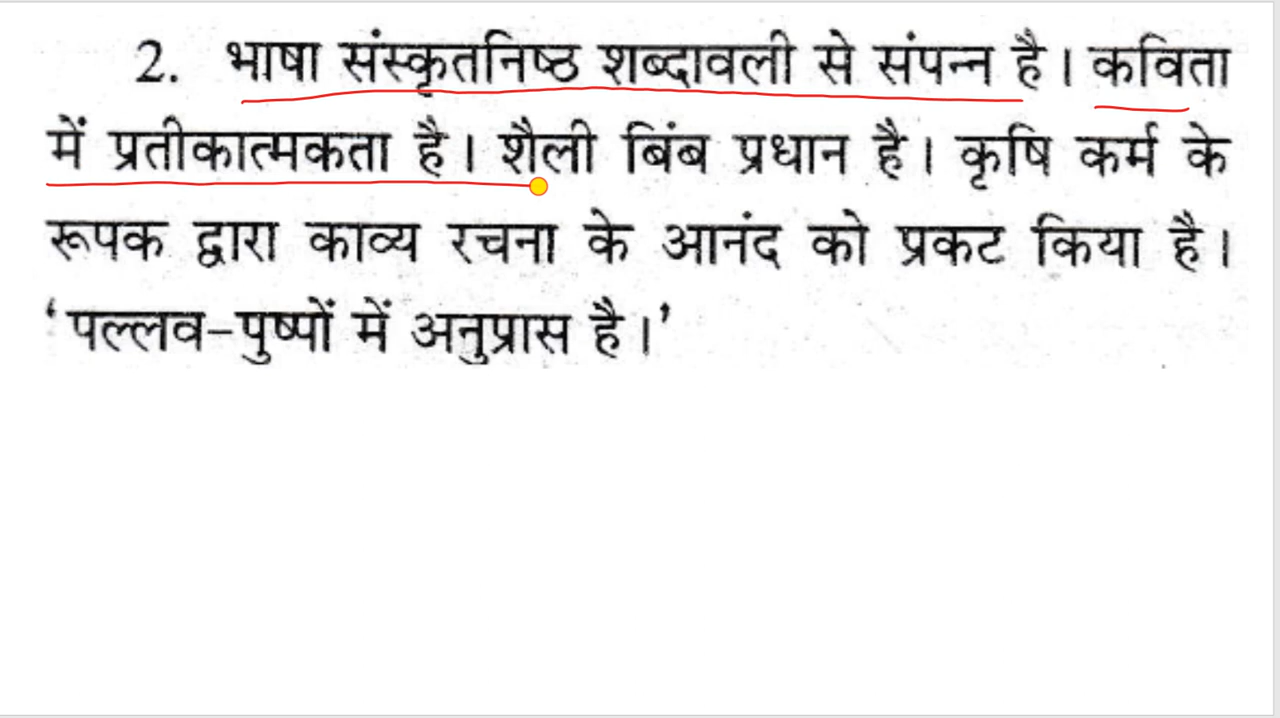 2. भाषा संस्कृतनिष्ठ शब्दावली से संपन्न है। कविता
में प्रतीकात्मकता है। शैली बिंब प्रधान है। कृषि कर्म के
रूपक द्वारा काव्य रचना के आनंद को प्रकट किया है।
‘पल्लव–पुष्पों में अनुप्रास है।’